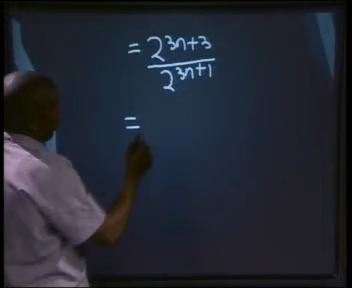 = 2^{3n+3} / 2^{3n+1}
=